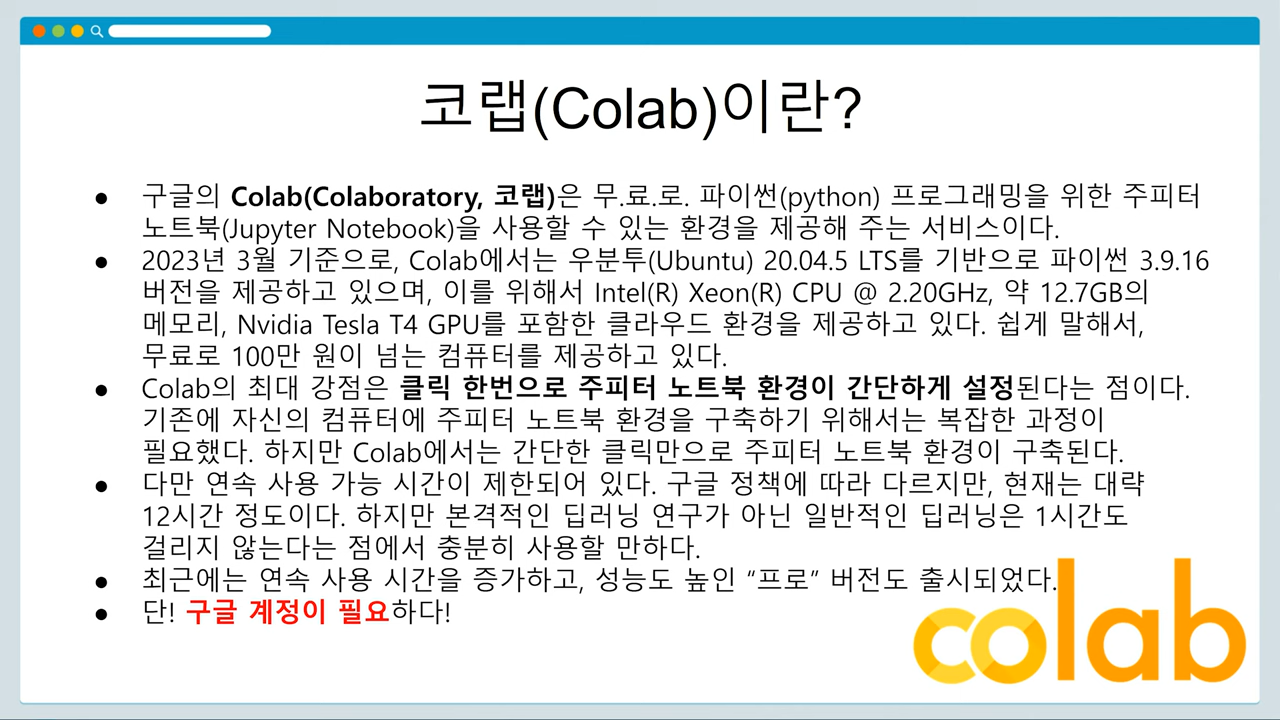 코랩(Colab)이란?
● 구글의 Colab(Colaboratory, 코랩)은 무.료.로. 파이썬(python) 프로그래밍을 위한 주피터
노트북(Jupyter Notebook)을 사용할 수 있는 환경을 제공해 주는 서비스이다.
● 2023년 3월 기준으로, Colab에서는 우분투(Ubuntu) 20.04.5 LTS를 기반으로 파이썬 3.9.16
버전을 제공하고 있으며, 이를 위해서 Intel(R) Xeon(R) CPU @ 2.20GHz, 약 12.7GB의
메모리, Nvidia Tesla T4 GPU를 포함한 클라우드 환경을 제공하고 있다. 쉽게 말해서,
무료로 100만 원이 넘는 컴퓨터를 제공하고 있다.
● Colab의 최대 강점은 클릭 한번으로 주피터 노트북 환경이 간단하게 설정된다는 점이다.
기존에 자신의 컴퓨터에 주피터 노트북 환경을 구축하기 위해서는 복잡한 과정이
필요했다. 하지만 Colab에서는 간단한 클릭만으로 주피터 노트북 환경이 구축된다.
● 다만 연속 사용 가능 시간이 제한되어 있다. 구글 정책에 따라 다르지만, 현재는 대략
12시간 정도이다. 하지만 본격적인 딥러닝 연구가 아닌 일반적인 딥러닝은 1시간도
걸리지 않는다는 점에서 충분히 사용할 만하다.
● 최근에는 연속 사용 시간을 증가하고, 성능도 높인 “프로” 버전도 출시되었다.
● 단! 구글 계정이 필요하다!
colab